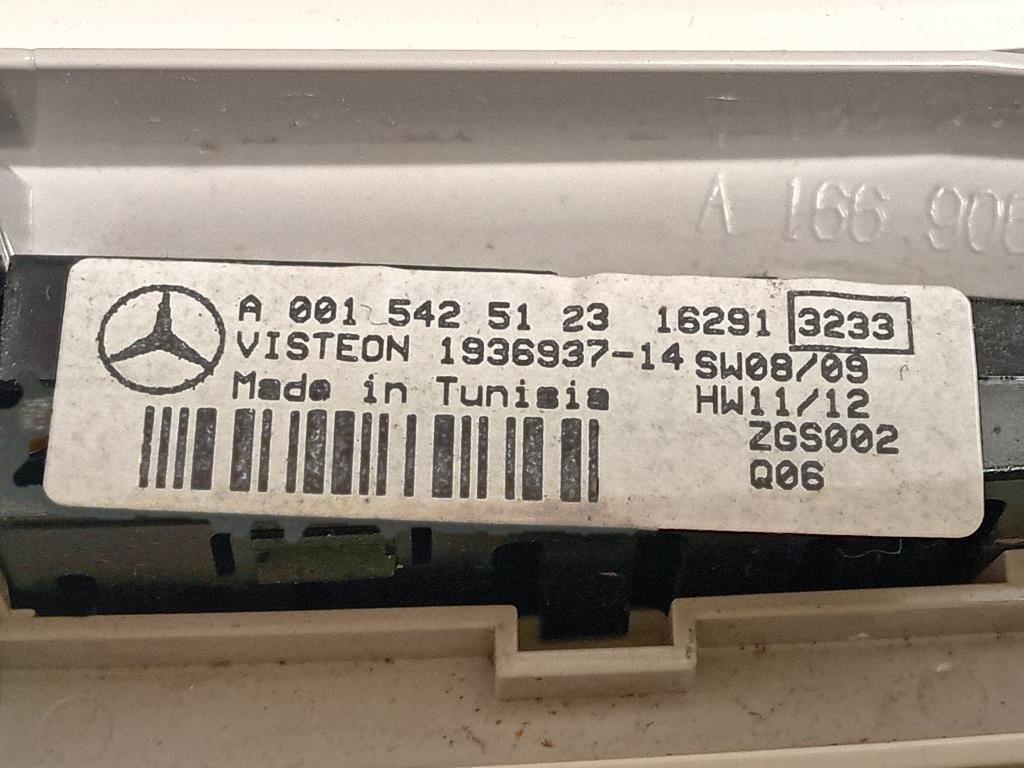 A 166 906
A 001 542 51 23 16291 3233
VISTEON 1936937-14 SW08/09
Made in Tunisia HW11/12
ZGS002
Q06